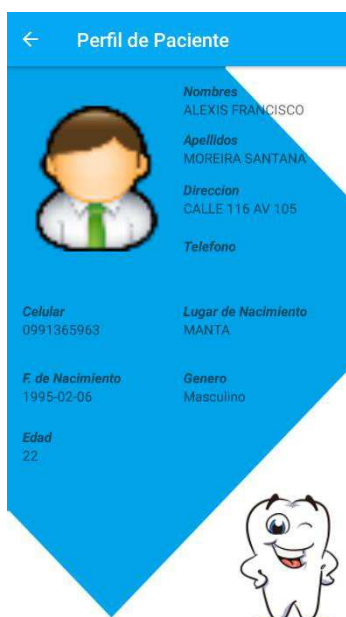 Perfil de Paciente
Nombres
ALEXIS FRANCISCO
Apellidos
MOREIRA SANTANA
Direccion
CALLE 116 AV 105
Telefono
Celular
0991365963
Lugar de Nacimiento
MANTA
F. de Nacimiento
1995-02-06
Genero
Masculino
Edad
22